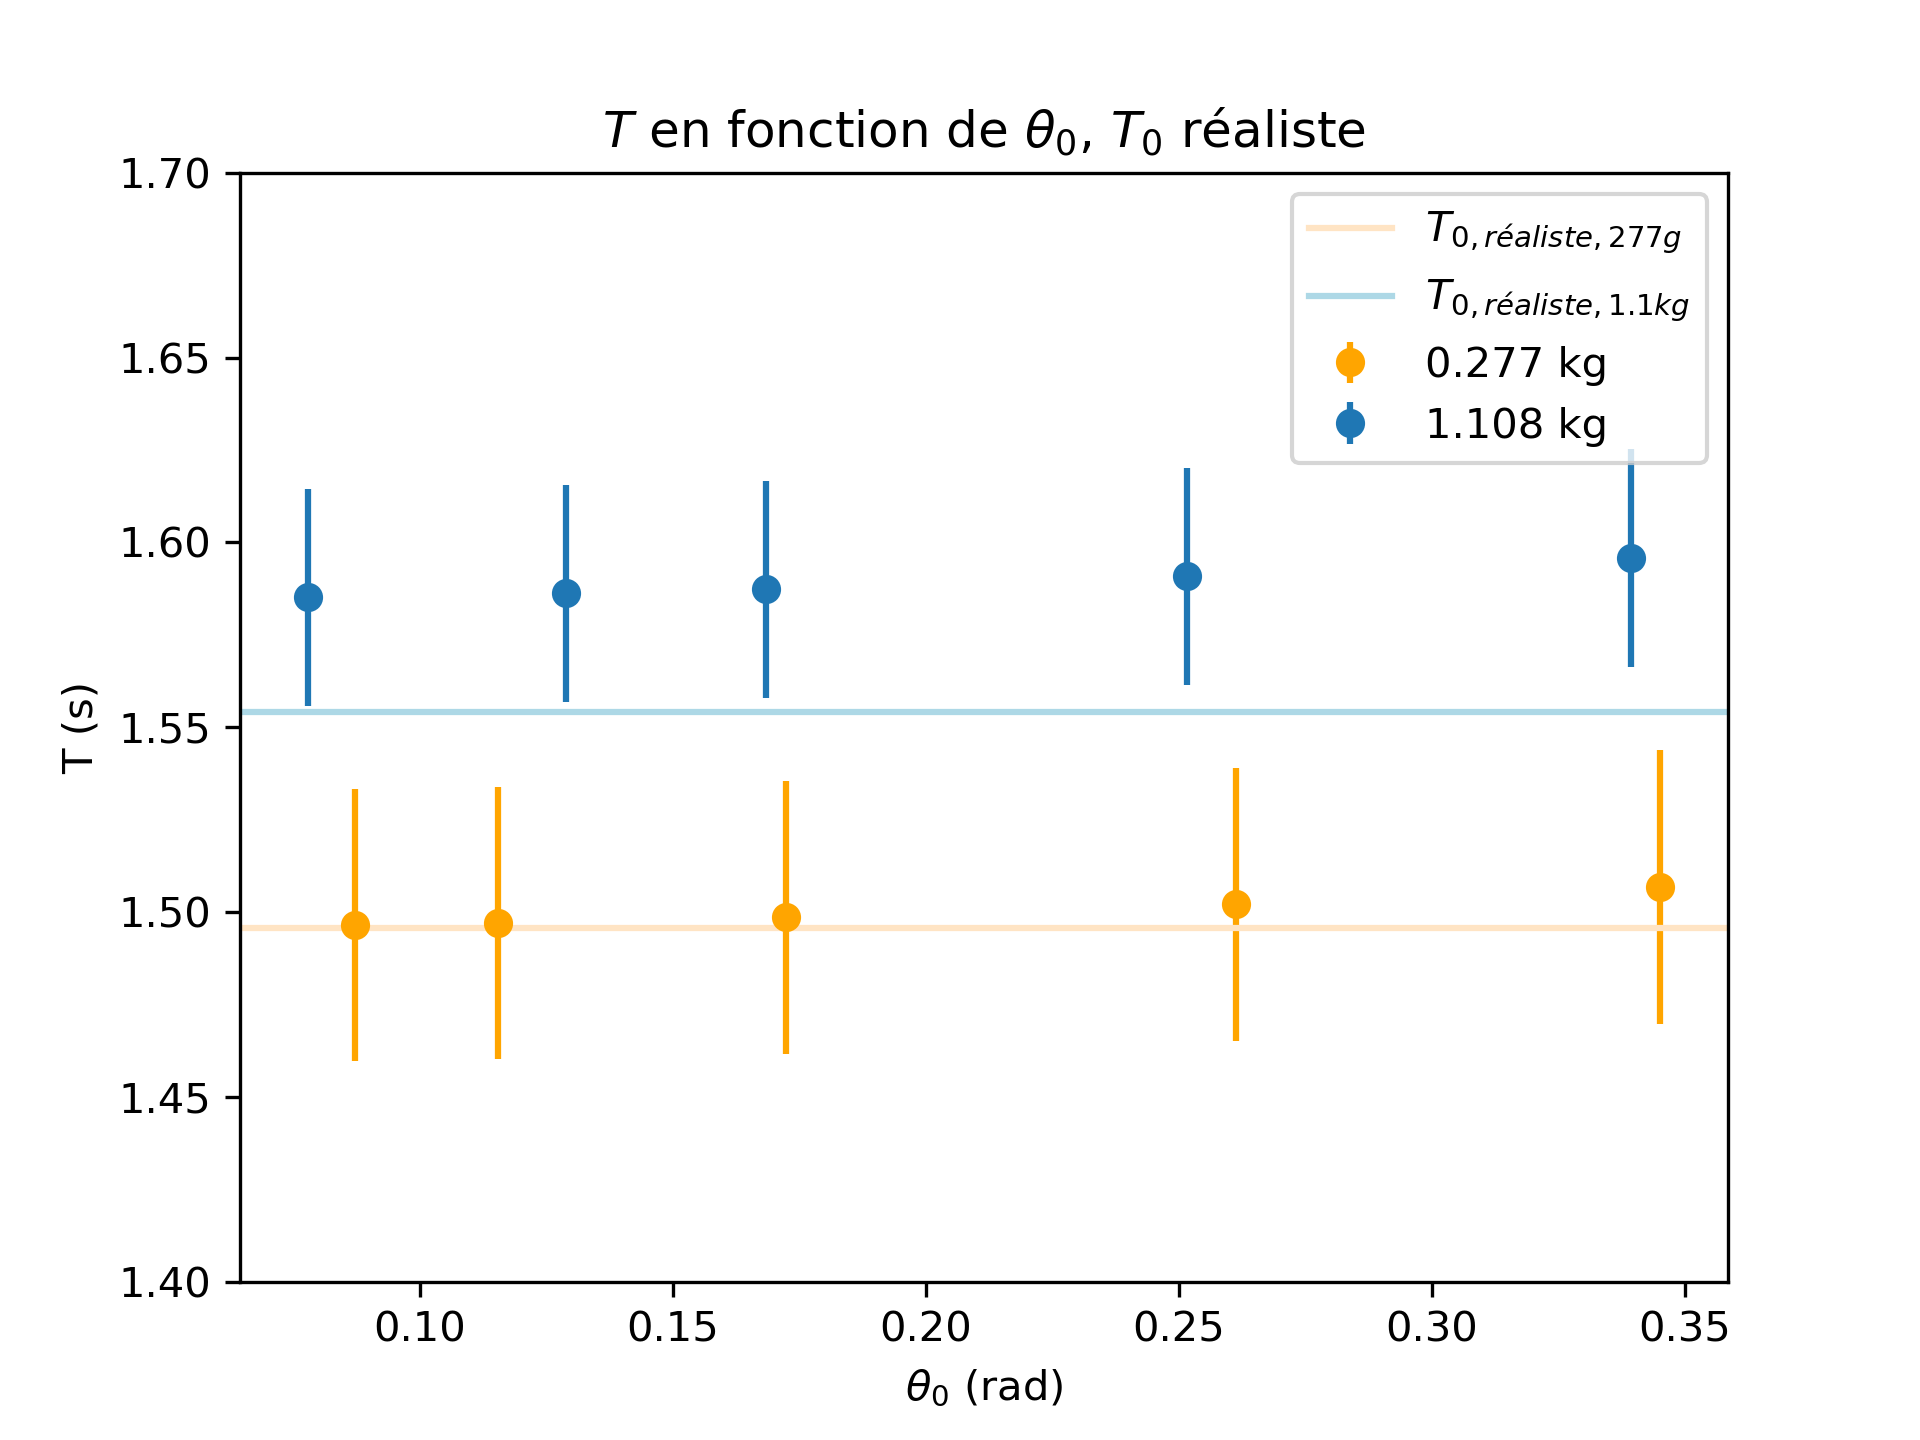 T en fonction de θ₀, T₀ réaliste
1.70
1.65
1.60
1.55
1.50
1.45
1.40
T (s)
T₀,réaliste,277g
T₀,réaliste,1.1kg
0.277 kg
1.108 kg
0.10 0.15 0.20 0.25 0.30 0.35
θ₀ (rad)